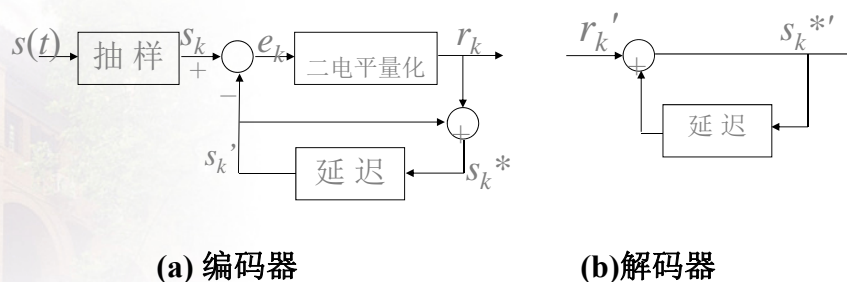 s(t) 抽样 s_k + e_k 二电平量化 r_k
−
+
s_k’ 延迟 s_k*
(a) 编码器
r_k' + s_k*'
延迟
(b)解码器